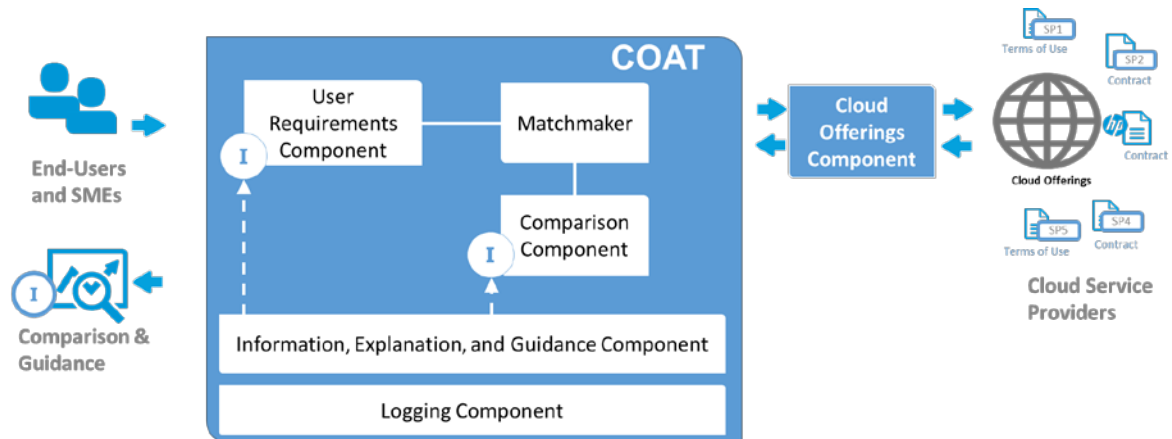 COAT
User
Requirements
Component
I
Matchmaker
Comparison
Component
I
Information, Explanation, and Guidance Component
Logging Component
End-Users
and SMEs
I
Comparison &
Guidance
Cloud
Offerings
Component
SP1
Terms of Use
SP2
Contract
hp
Contract
Cloud Offerings
SP5
Terms of Use
SP4
Contract
Cloud Service
Providers